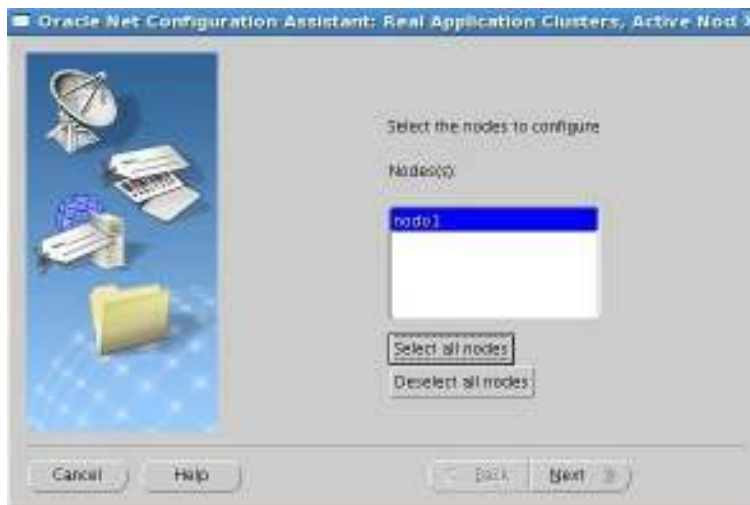 Oracle Net Configuration Assistant: Real Application Clusters, Active Nod
Select the nodes to configure
Nodes(s):
node1
Select all nodes
Deselect all nodes
Cancel
Help
Back
Next